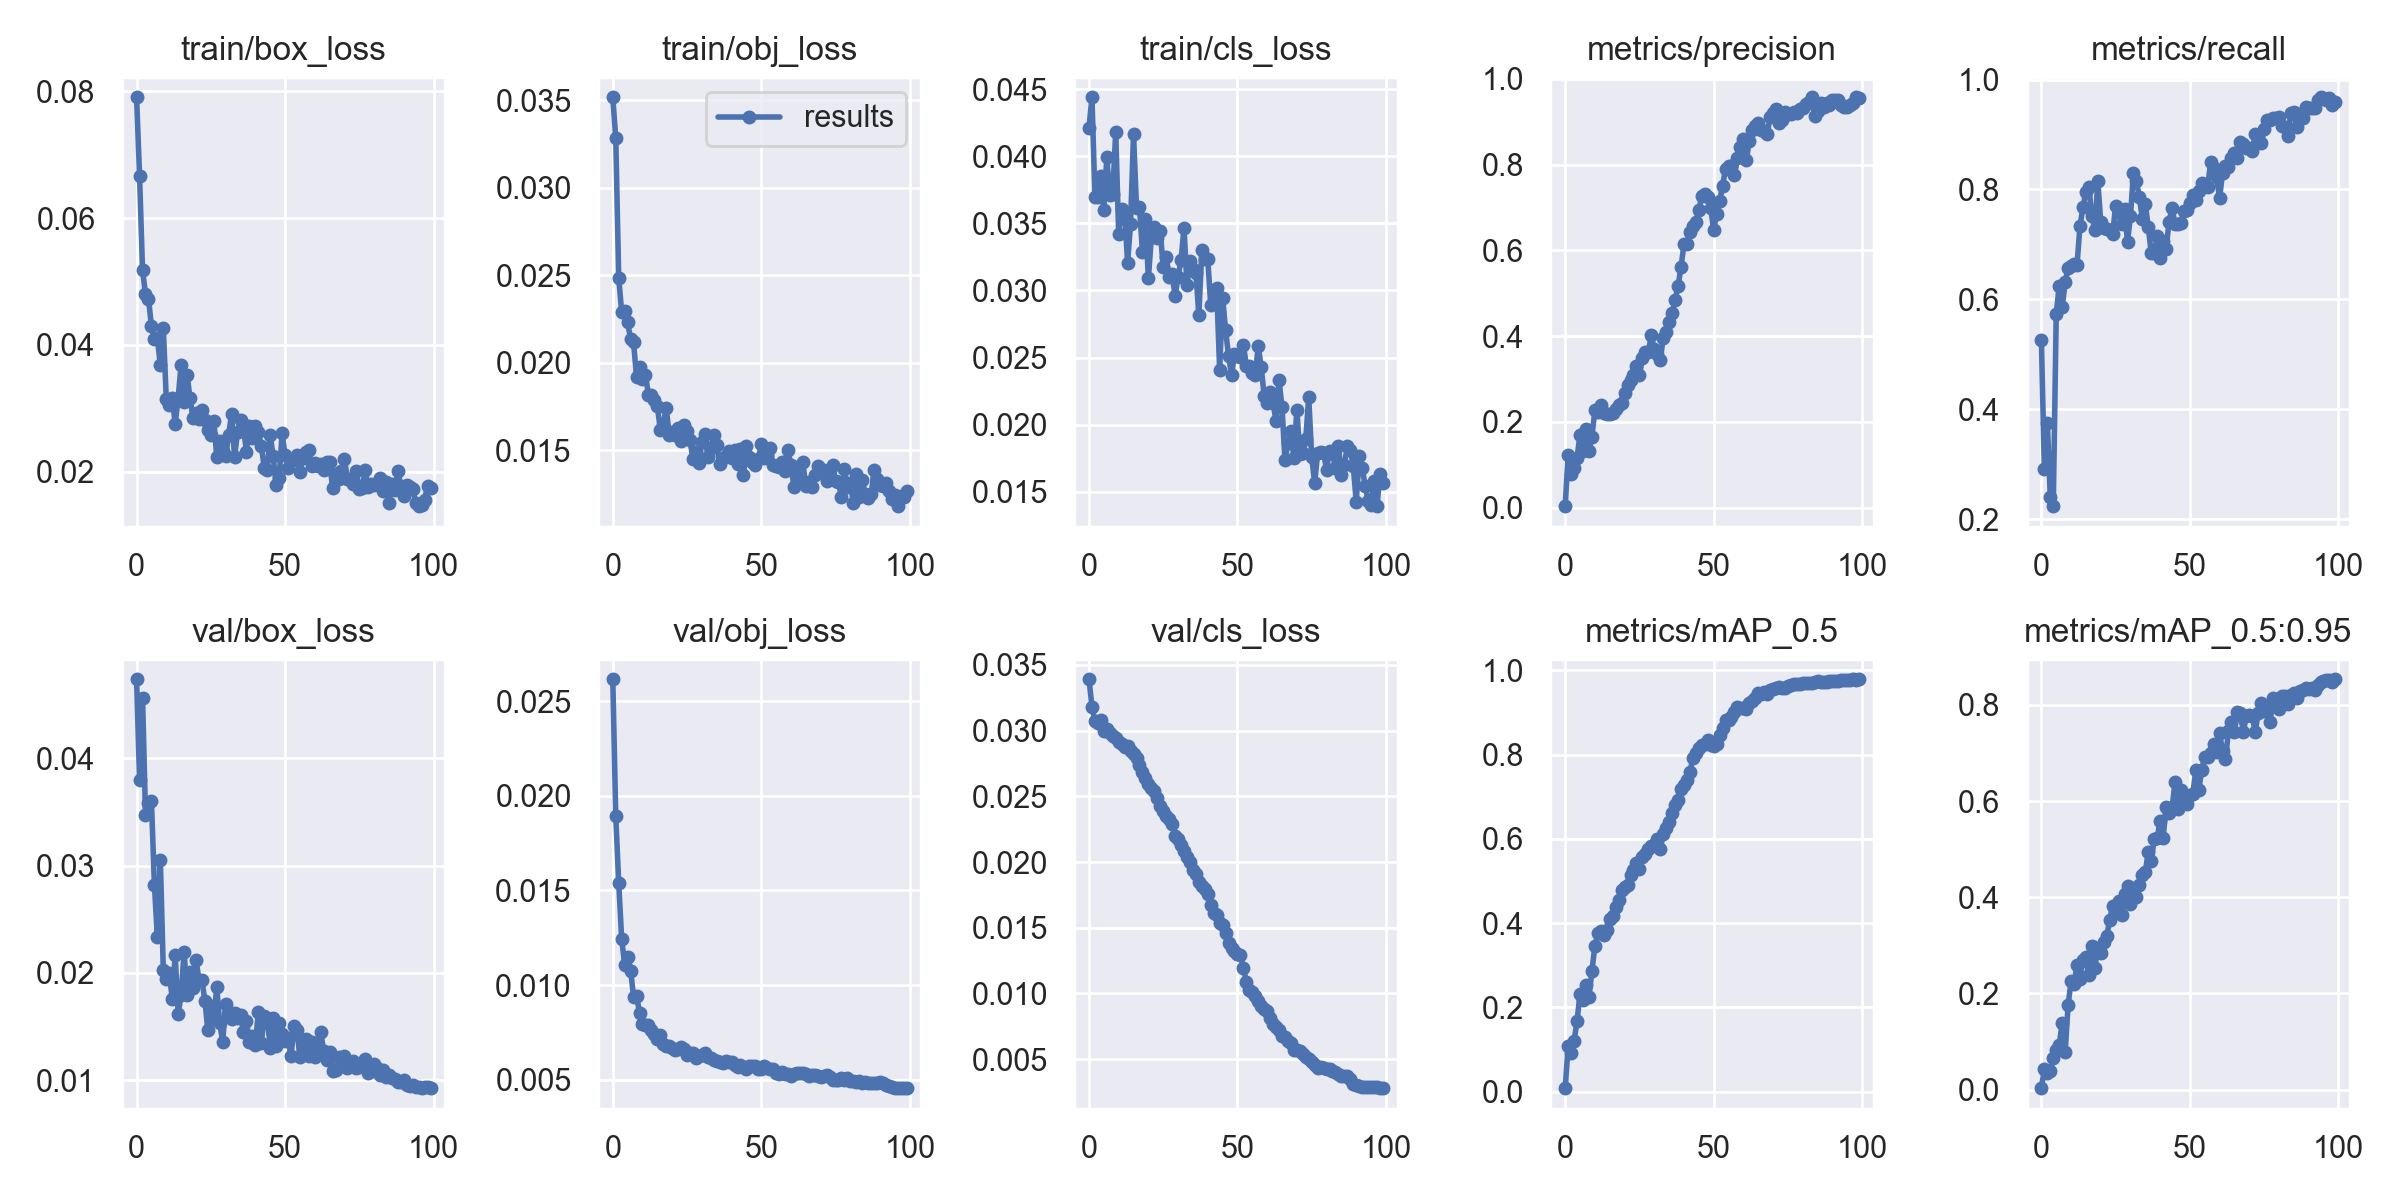 train/box_loss
0.08
0.06
0.04
0.02
0 50 100
train/obj_loss
results
0.035
0.030
0.025
0.020
0.015
0 50 100
train/cls_loss
0.045
0.040
0.035
0.030
0.025
0.020
0.015
0 50 100
metrics/precision
1.0
0.8
0.6
0.4
0.2
0.0
0 50 100
metrics/recall
1.0
0.8
0.6
0.4
0.2
0 50 100
val/box_loss
0.04
0.03
0.02
0.01
0 50 100
val/obj_loss
0.025
0.020
0.015
0.010
0.005
0 50 100
val/cls_loss
0.035
0.030
0.025
0.020
0.015
0.010
0.005
0 50 100
metrics/mAP_0.5
1.0
0.8
0.6
0.4
0.2
0.0
0 50 100
metrics/mAP_0.5:0.95
0.8
0.6
0.4
0.2
0.0
0 50 100